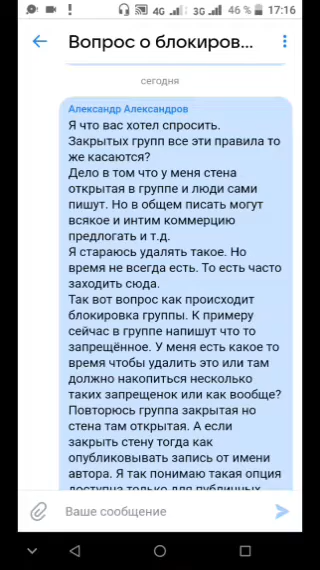 4G 3G 46 % 17:16
Вопрос о блокиров...
сегодня
Александр Александров
Я что вас хотел спросить.
Закрытых групп все эти правила то
же касаются?
Дело в том что у меня стена
открытая в группе и люди сами
пишут. Но в общем писать могут
всякое и интим коммерцию
предлогать и т.д.
Я стараюсь удалять такое. Но
время не всегда есть. То есть часто
заходить сюда.
Так вот вопрос как происходит
блокировка группы. К примеру
сейчас в группе напишут что то
запрещённое. У меня есть какое то
время чтобы удалить это или там
должно накопиться несколько
таких запрещенок или как вообще?
Повторюсь группа закрытая но
стена там открытая. А если
закрыть стену тогда как
опубликовывать запись от имени
автора. Я так понимаю такая опция
доступна только для публичных
Ваше сообщение